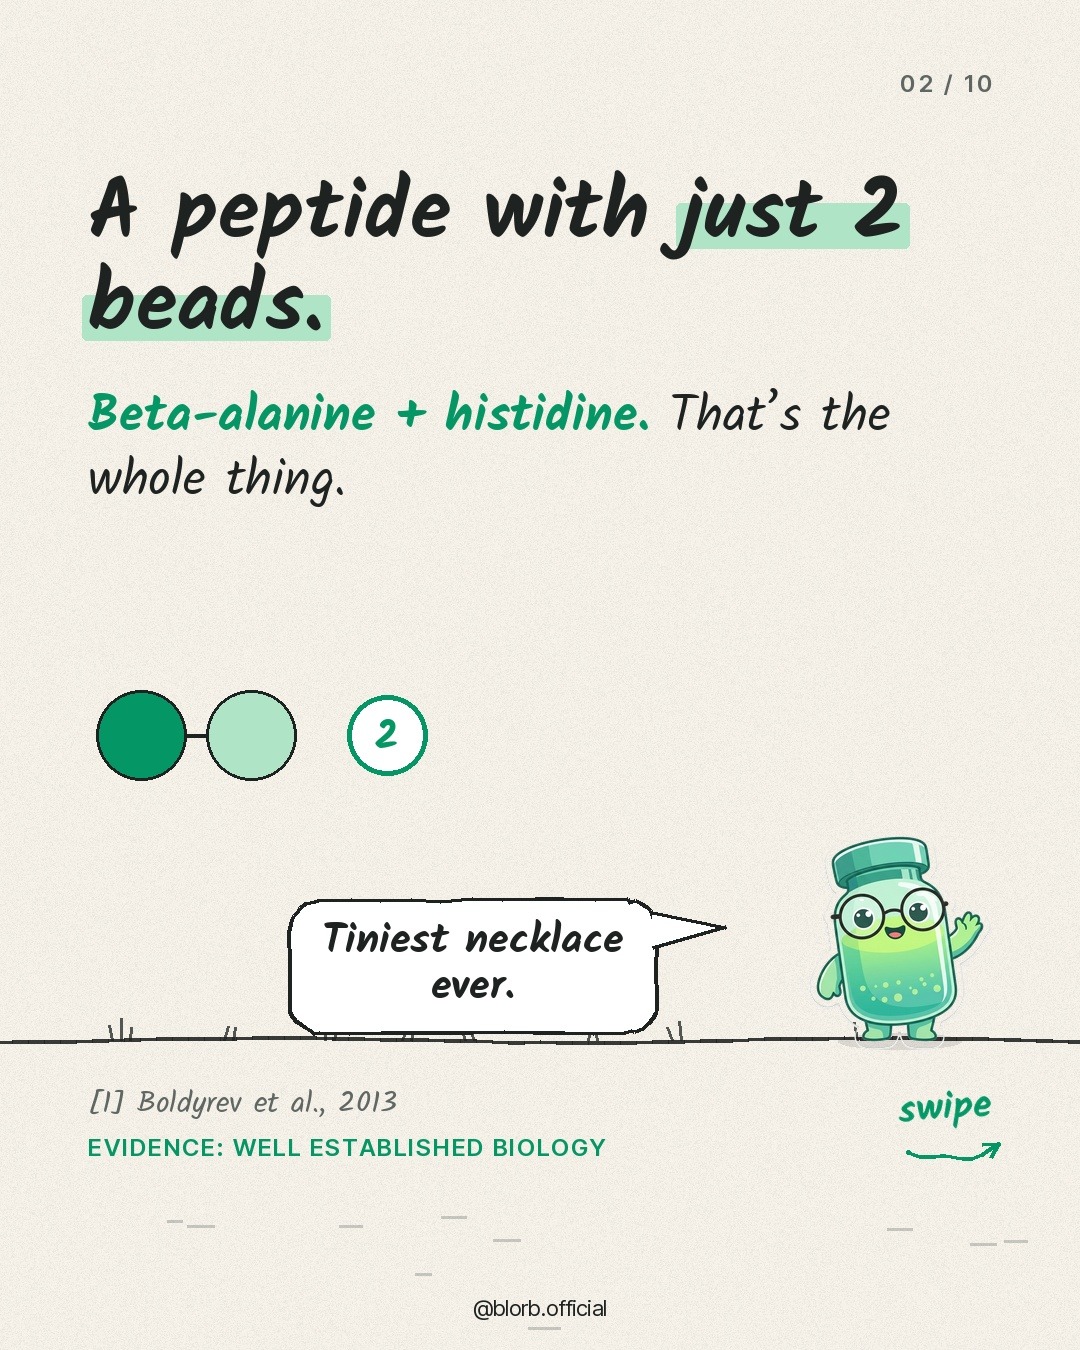 02 / 10
A peptide with just 2
beads.
Beta-alanine + histidine. That’s the
whole thing.
2
Tiniest necklace
ever.
[1] Boldyrev et al., 2013
swipe
EVIDENCE: WELL ESTABLISHED BIOLOGY
@blorb.official